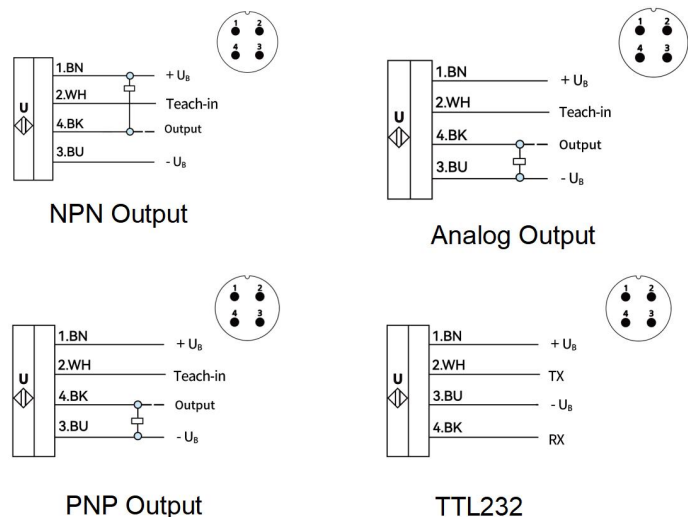 1 2
4 3
1.BN + UB
2.WH Teach-in
U
4.BK Output
3.BU - UB
NPN Output
1 2
4 3
1.BN + UB
2.WH Teach-in
U
4.BK Output
3.BU - UB
Analog Output
1 2
4 3
1.BN + UB
2.WH Teach-in
U
4.BK Output
3.BU - UB
PNP Output
1 2
4 3
1.BN + UB
2.WH TX
U
3.BU - UB
4.BK RX
TTL232